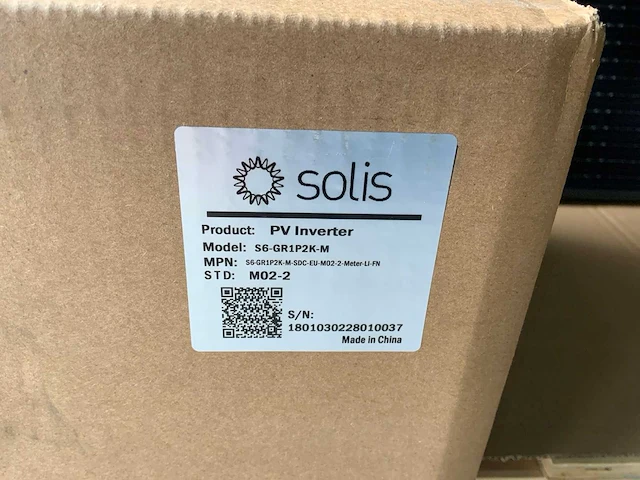 solis
Product: PV Inverter
Model: S6-GR1P2K-M
MPN: S6-GR1P2K-M-SDC-EU-M02-2-Meter-LI-FN
STD: M02-2
S/N:
1801030228010037
Made in China